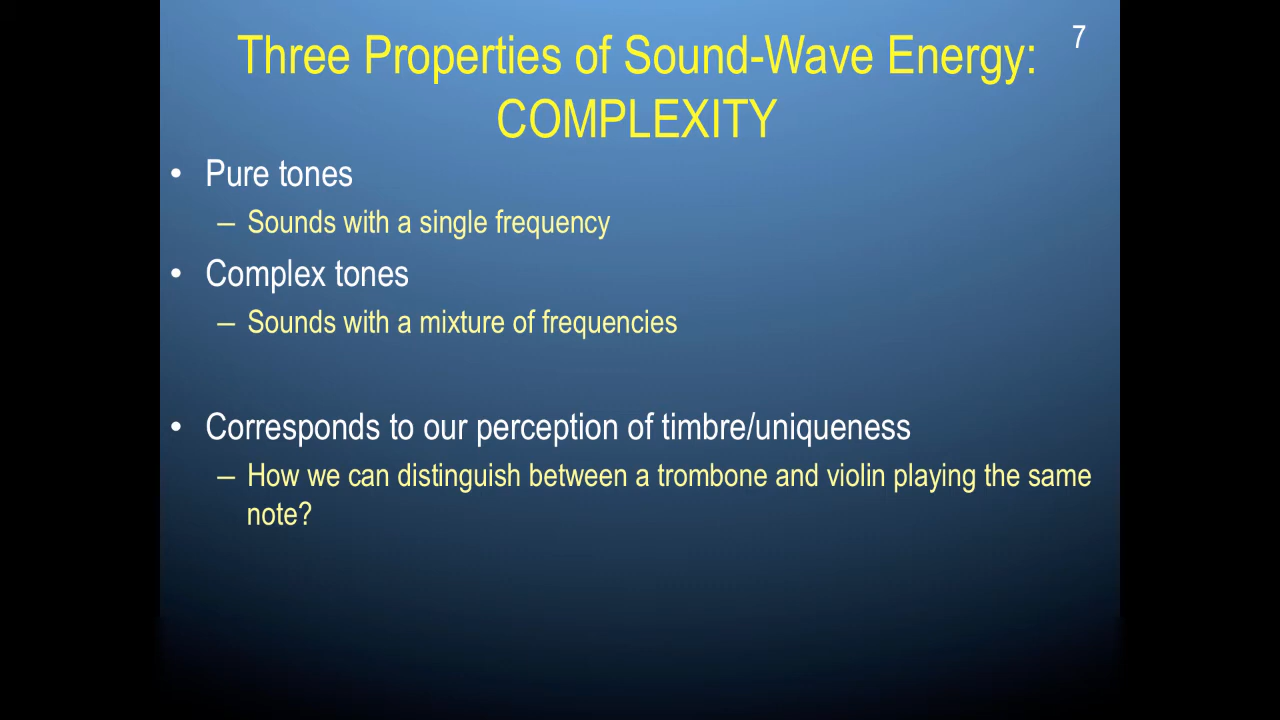 7
Three Properties of Sound-Wave Energy:
COMPLEXITY
• Pure tones
– Sounds with a single frequency
• Complex tones
– Sounds with a mixture of frequencies
• Corresponds to our perception of timbre/uniqueness
– How we can distinguish between a trombone and violin playing the same
note?